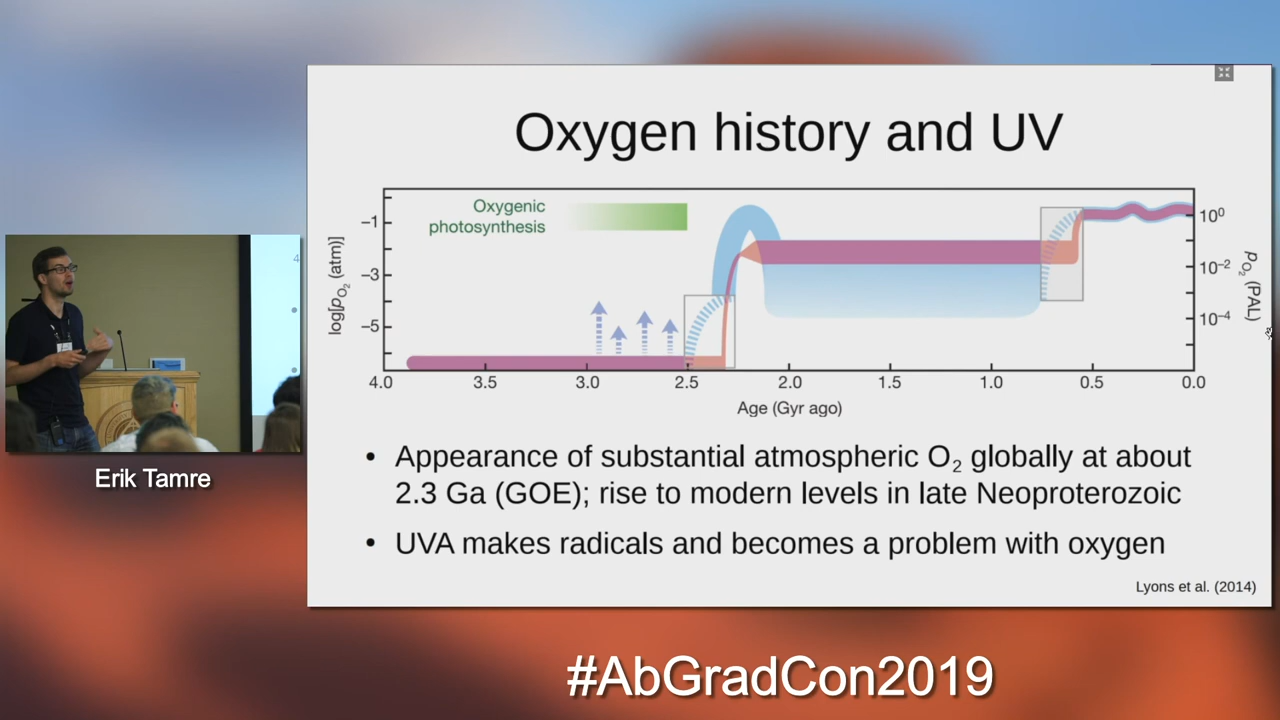 Oxygen history and UV
Oxygenic
photosynthesis
−1
−3
−5
log[pO₂ (atm)]
10⁰
10⁻²
10⁻⁴
pO₂ (PAL)
4.0 3.5 3.0 2.5 2.0 1.5 1.0 0.5 0.0
Age (Gyr ago)
• Appearance of substantial atmospheric O₂ globally at about
2.3 Ga (GOE); rise to modern levels in late Neoproterozoic
• UVA makes radicals and becomes a problem with oxygen
Lyons et al. (2014)
4
Erik Tamre
#AbGradCon2019